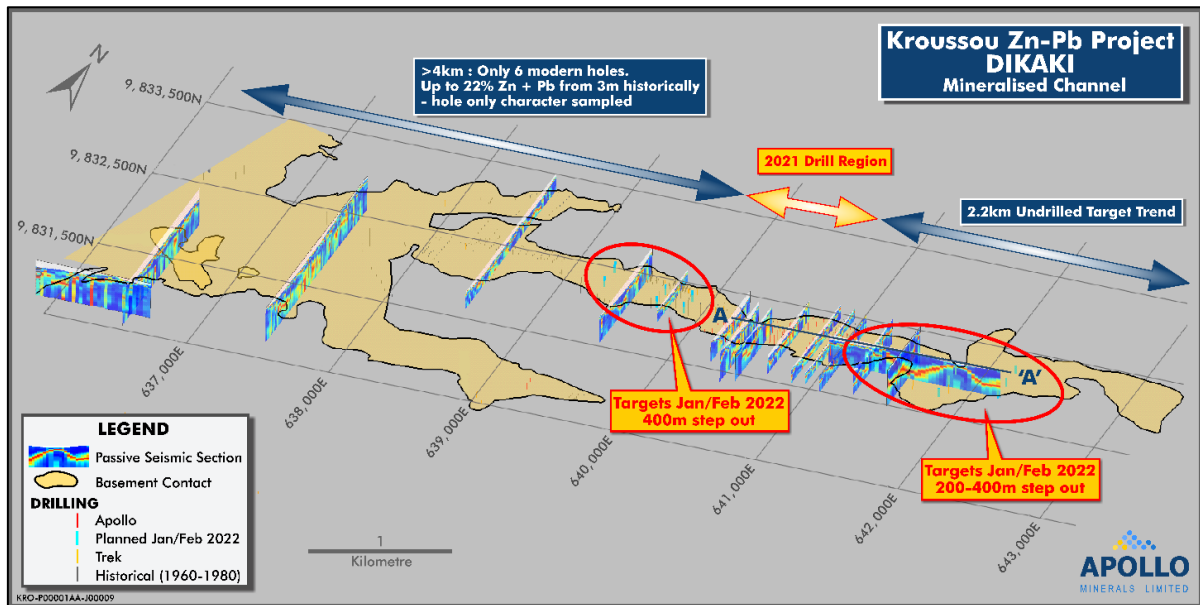 Kroussou Zn-Pb Project
DIKAKI
Mineralised Channel
N
>4km : Only 6 modern holes.
Up to 22% Zn + Pb from 3m historically
- hole only character sampled
2021 Drill Region
2.2km Undrilled Target Trend
9,833,500N
9,832,500N
9,831,500N
A
'A'
Targets Jan/Feb 2022
400m step out
Targets Jan/Feb 2022
200-400m step out
637,000E
638,000E
639,000E
640,000E
641,000E
642,000E
643,000E
LEGEND
Passive Seismic Section
Basement Contact
DRILLING
Apollo
Planned Jan/Feb 2022
Trek
Historical (1960-1980)
1
Kilometre
APOLLO
MINERALS LIMITED
KRO-P00001AA-J00009